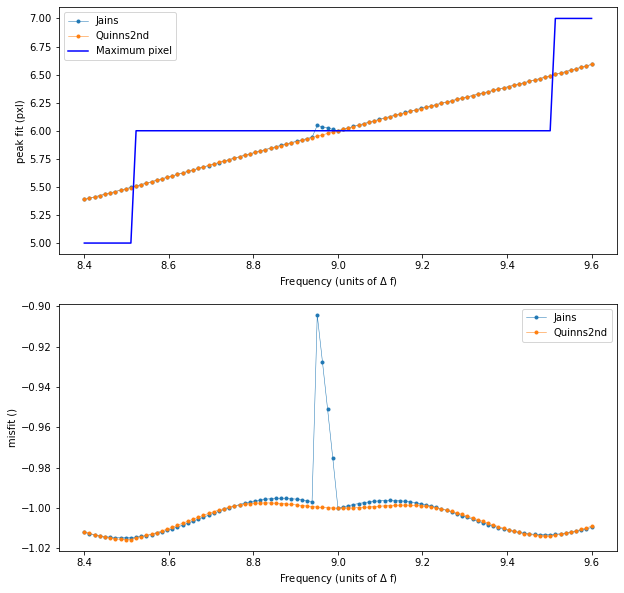 7.00
6.75
6.50
6.25
6.00
5.75
5.50
5.25
5.00
peak fit (pxl)
Jains
Quinns2nd
Maximum pixel
8.4 8.6 8.8 9.0 9.2 9.4 9.6
Frequency (units of Δ f)
−0.90
−0.92
−0.94
−0.96
−0.98
−1.00
−1.02
misfit ()
Jains
Quinns2nd
8.4 8.6 8.8 9.0 9.2 9.4 9.6
Frequency (units of Δ f)